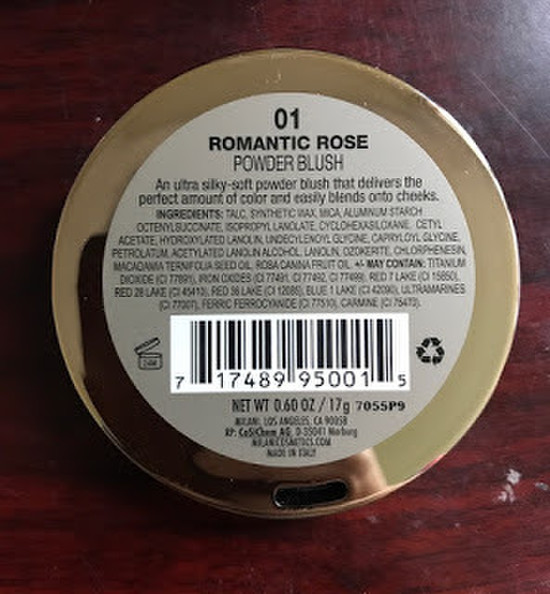 01
ROMANTIC ROSE
POWDER BLUSH
An ultra silky-soft powder blush that delivers the
perfect amount of color and easily blends onto cheeks.
INGREDIENTS: TALC, SYNTHETIC WAX, MICA, ALUMINUM STARCH
OCTENYLSUCCINATE, ISOPROPYL LANOLATE, CYCLOHEXASILOXANE, CETYL
ACETATE, HYDROXYLATED LANOLIN, UNDECYLENOYL GLYCINE, CAPRYLOYL GLYCINE,
PETROLATUM, ACETYLATED LANOLIN ALCOHOL, LANOLIN, OZOKERITE, CHLORPHENESIN,
MACADAMIA TERNIFOLIA SEED OIL, ROSA CANINA FRUIT OIL. +/- MAY CONTAIN: TITANIUM
DIOXIDE (CI 77891), IRON OXIDES (CI 77491, CI 77492, CI 77499), RED 7 LAKE (CI 15850),
RED 28 LAKE (CI 45410), RED 36 LAKE (CI 12085), BLUE 1 LAKE (CI 42090), ULTRAMARINES
(CI 77007), FERRIC FERROCYANIDE (CI 77510), CARMINE (CI 75470).
24M
7 17489 95001 5
NET WT 0.60 OZ / 17g 7055P9
MILANI. LOS ANGELES, CA 90058
RP: CoSiChem AG D-35041 Marburg
MILANICOSMETICS.COM
MADE IN ITALY